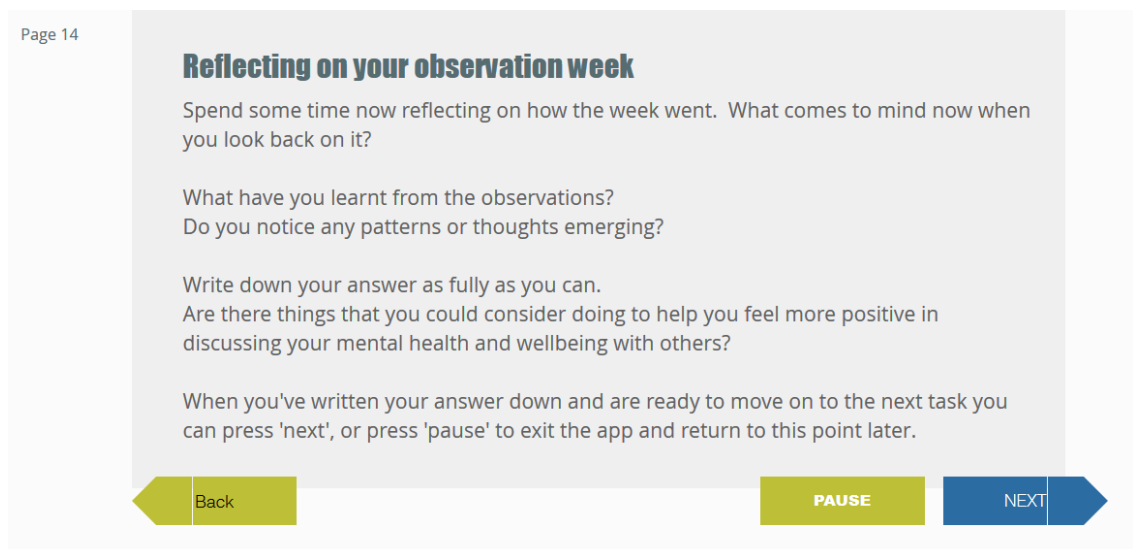 Page 14
Reflecting on your observation week
Spend some time now reflecting on how the week went.  What comes to mind now when
you look back on it?
What have you learnt from the observations?
Do you notice any patterns or thoughts emerging?
Write down your answer as fully as you can.
Are there things that you could consider doing to help you feel more positive in
discussing your mental health and wellbeing with others?
When you've written your answer down and are ready to move on to the next task you
can press 'next', or press 'pause' to exit the app and return to this point later.
Back
PAUSE
NEXT